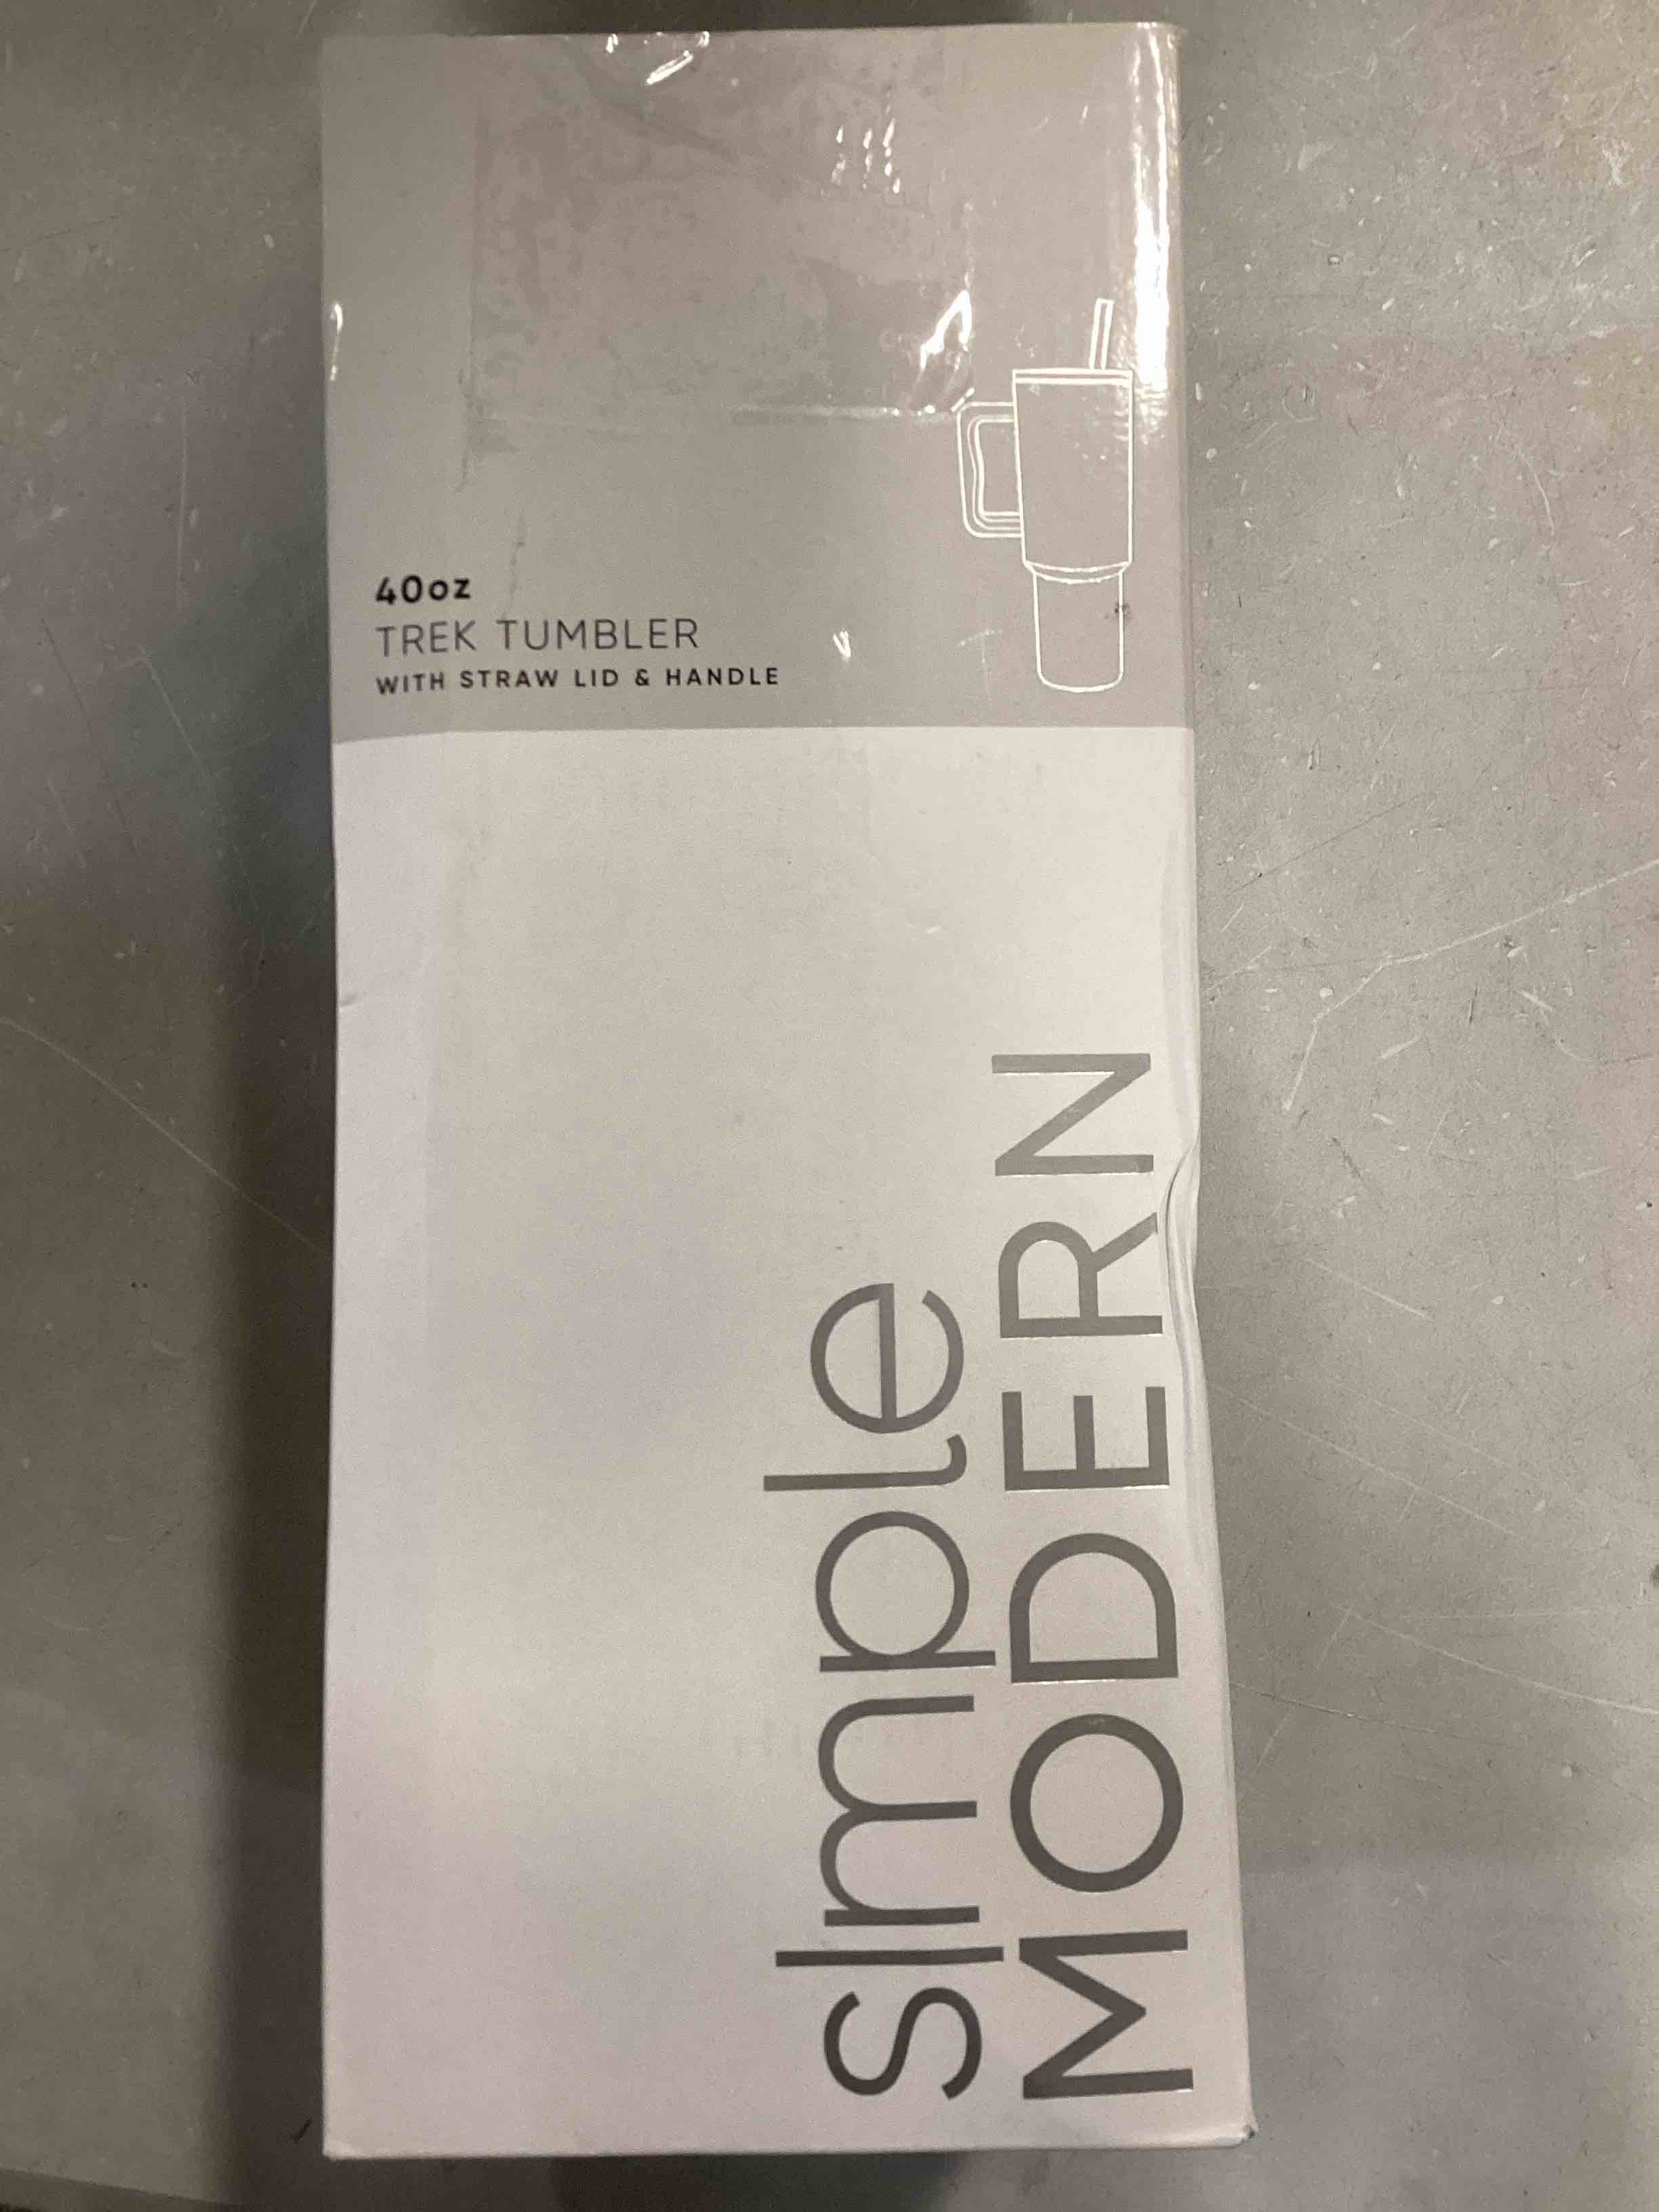 40oz
TREK TUMBLER
WITH STRAW LID & HANDLE
sImple
MODERN